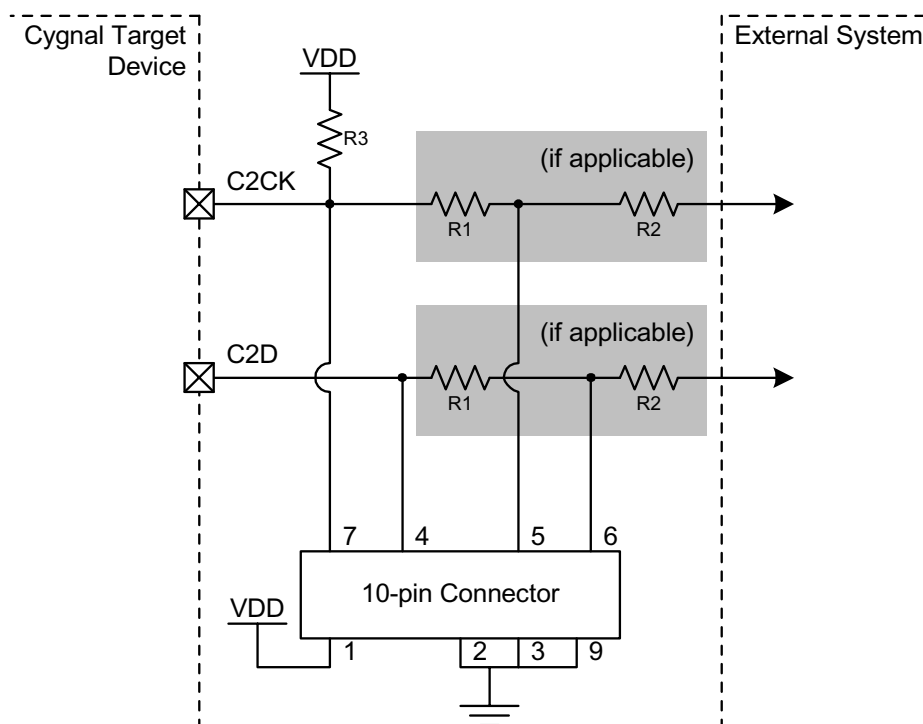 Cygnal Target
Device
External System
VDD
R3
(if applicable)
C2CK
R1
R2
(if applicable)
C2D
R1
R2
7
4
5
6
10-pin Connector
VDD
1
2
3
9